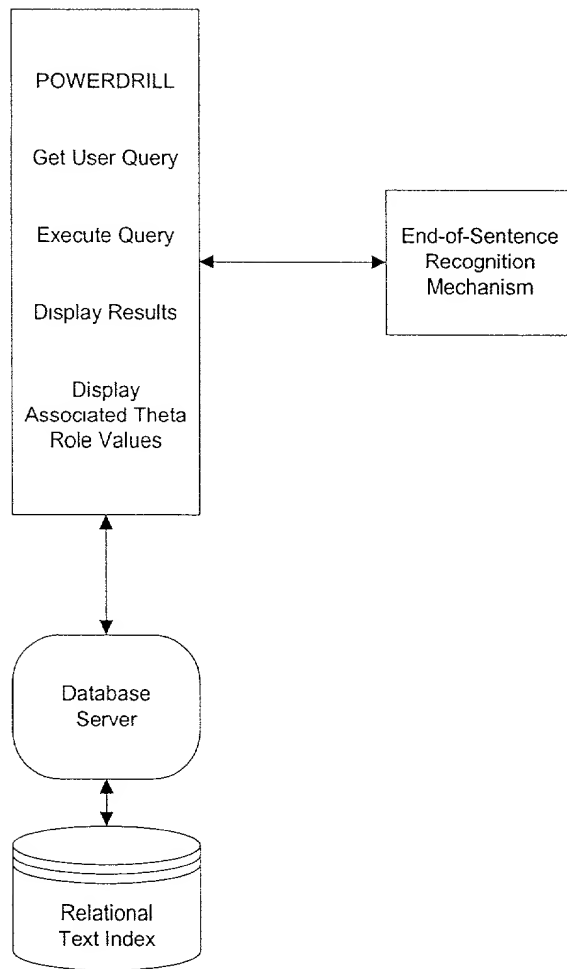 POWERDRILL
Get User Query
Execute Query
Display Results
Display
Associated Theta
Role Values
End-of-Sentence
Recognition
Mechanism
Database
Server
Relational
Text Index